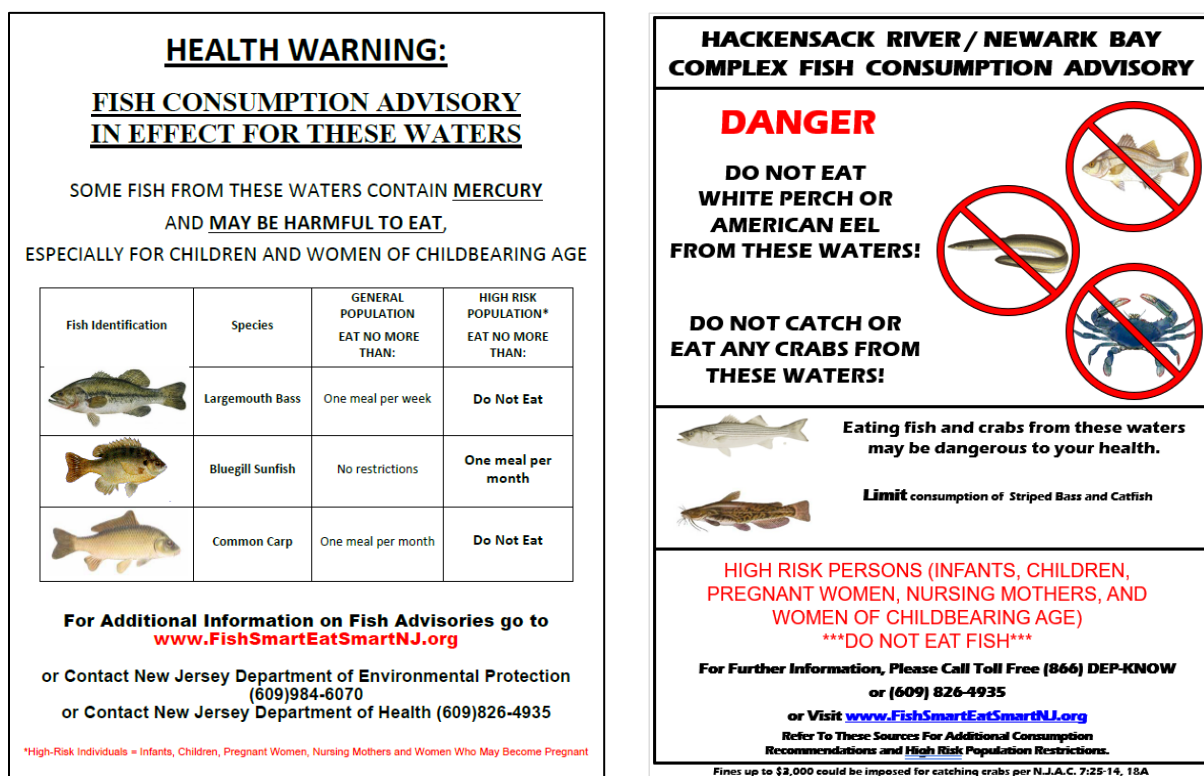 HEALTH WARNING:
FISH CONSUMPTION ADVISORY
IN EFFECT FOR THESE WATERS
SOME FISH FROM THESE WATERS CONTAIN MERCURY
AND MAY BE HARMFUL TO EAT,
ESPECIALLY FOR CHILDREN AND WOMEN OF CHILDBEARING AGE
Fish Identification
Species
GENERAL
POPULATION
EAT NO MORE
THAN:
HIGH RISK
POPULATION*
EAT NO MORE
THAN:
Largemouth Bass
One meal per week
Do Not Eat
Bluegill Sunfish
No restrictions
One meal per
month
Common Carp
One meal per month
Do Not Eat
For Additional Information on Fish Advisories go to
www.FishSmartEatSmartNJ.org
or Contact New Jersey Department of Environmental Protection
(609)984-6070
or Contact New Jersey Department of Health (609)826-4935
*High-Risk Individuals = Infants, Children, Pregnant Women, Nursing Mothers and Women Who May Become Pregnant
HACKENSACK RIVER / NEWARK BAY
COMPLEX FISH CONSUMPTION ADVISORY
DANGER
DO NOT EAT
WHITE PERCH OR
AMERICAN EEL
FROM THESE WATERS!
DO NOT CATCH OR
EAT ANY CRABS FROM
THESE WATERS!
Eating fish and crabs from these waters
may be dangerous to your health.
Limit consumption of Striped Bass and Catfish
HIGH RISK PERSONS (INFANTS, CHILDREN,
PREGNANT WOMEN, NURSING MOTHERS, AND
WOMEN OF CHILDBEARING AGE)
***DO NOT EAT FISH***
For Further Information, Please Call Toll Free (866) DEP-KNOW
or (609) 826-4935
or Visit www.FishSmartEatSmartNJ.org
Refer To These Sources For Additional Consumption
Recommendations and High Risk Population Restrictions.
Fines up to $3,000 could be imposed for catching crabs per N.J.A.C. 7:25-14, 18A